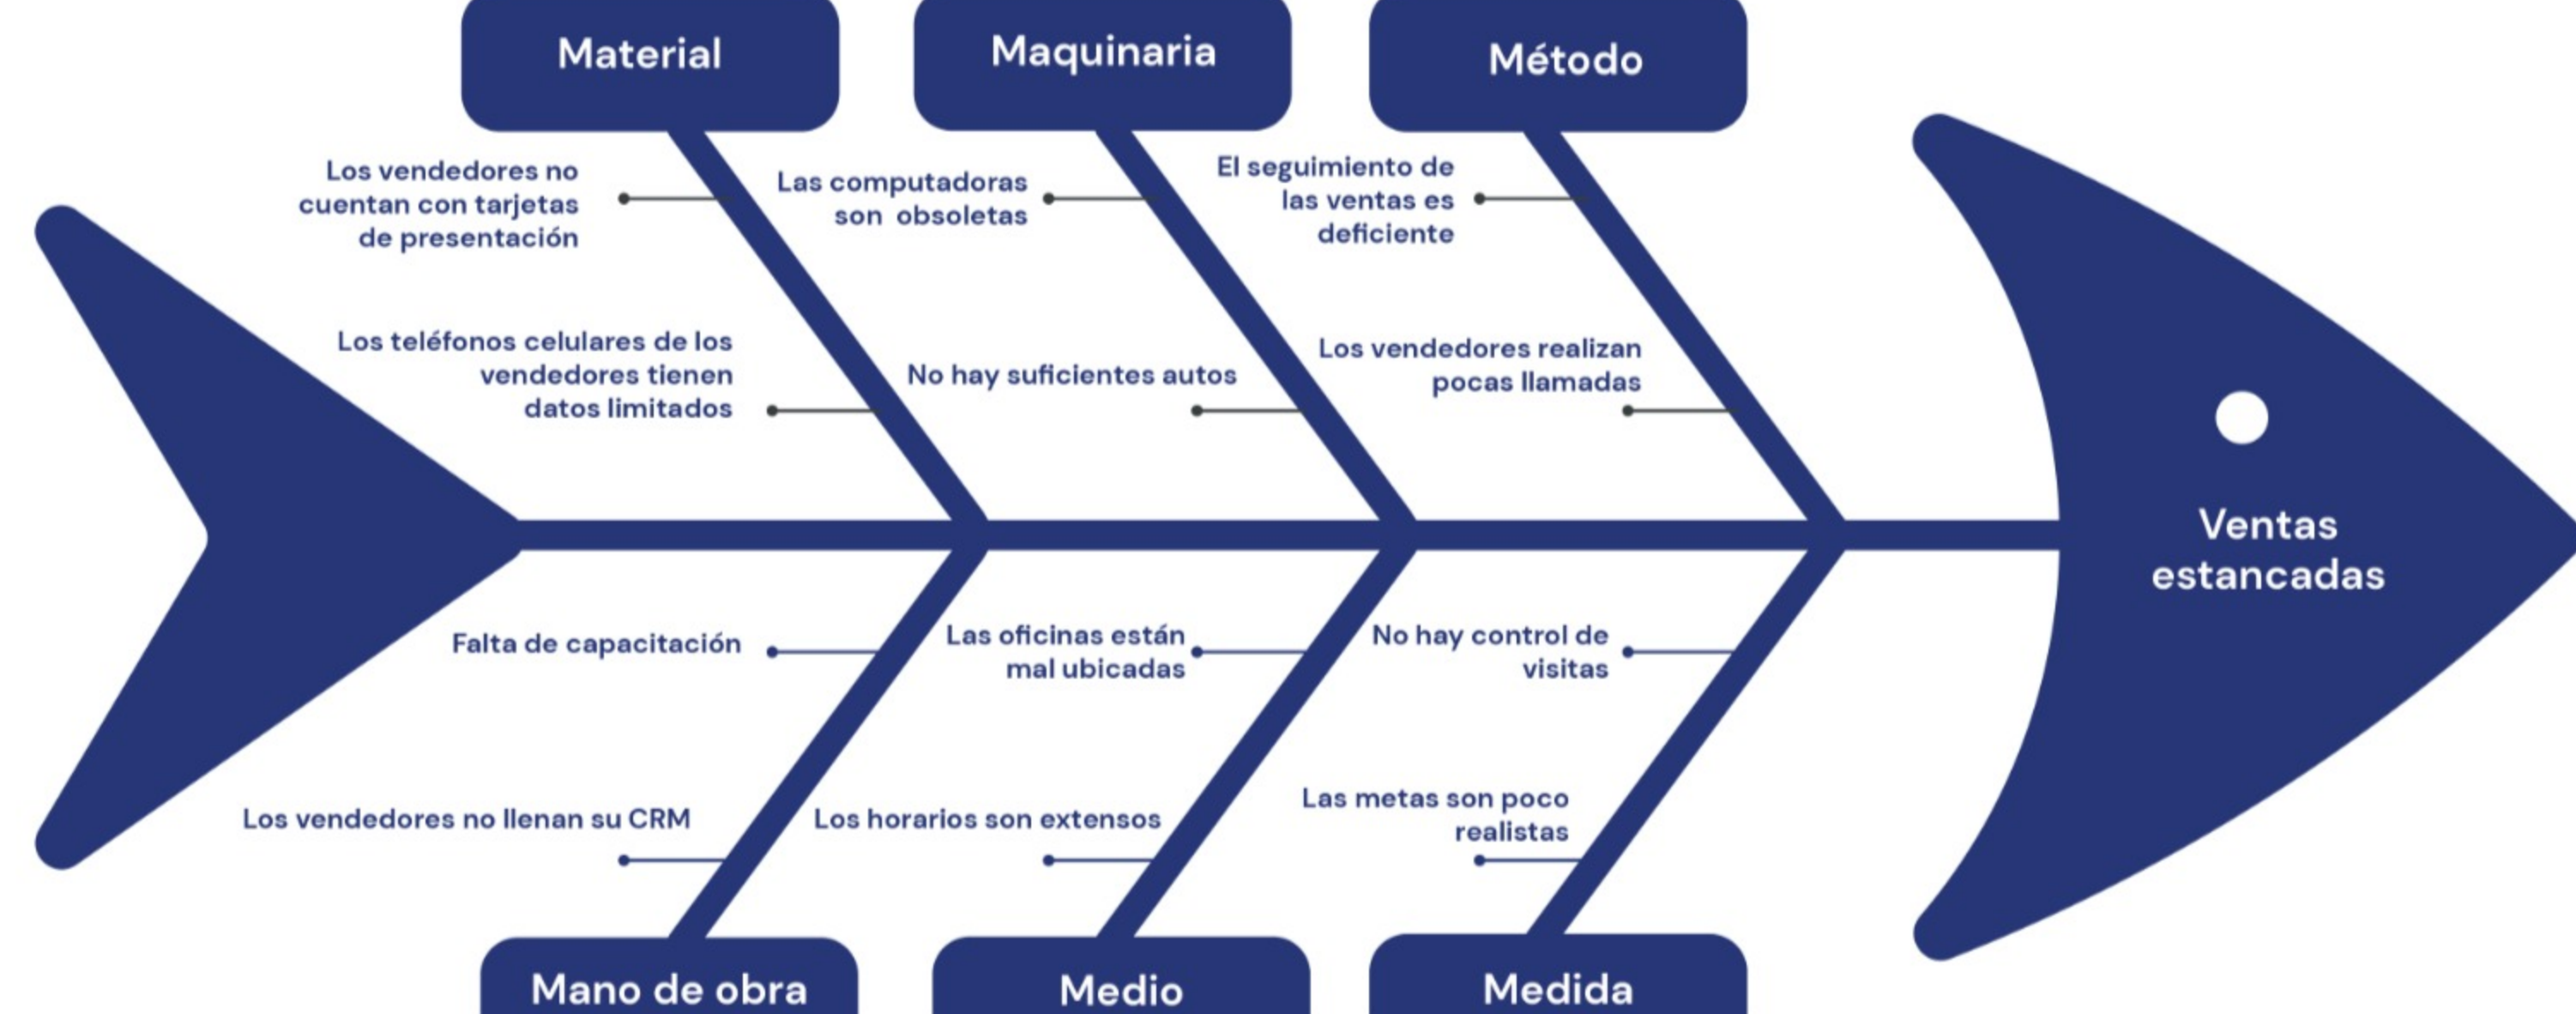 Material
Maquinaria
Método
Los vendedores no
cuentan con tarjetas
de presentación
Las computadoras
son obsoletas
El seguimiento de
las ventas es
deficiente
Los teléfonos celulares de los
vendedores tienen
datos limitados
No hay suficientes autos
Los vendedores realizan
pocas llamadas
Ventas
estancadas
Falta de capacitación
Las oficinas están
mal ubicadas
No hay control de
visitas
Los vendedores no llenan su CRM
Los horarios son extensos
Las metas son poco
realistas
Mano de obra
Medio
Medida